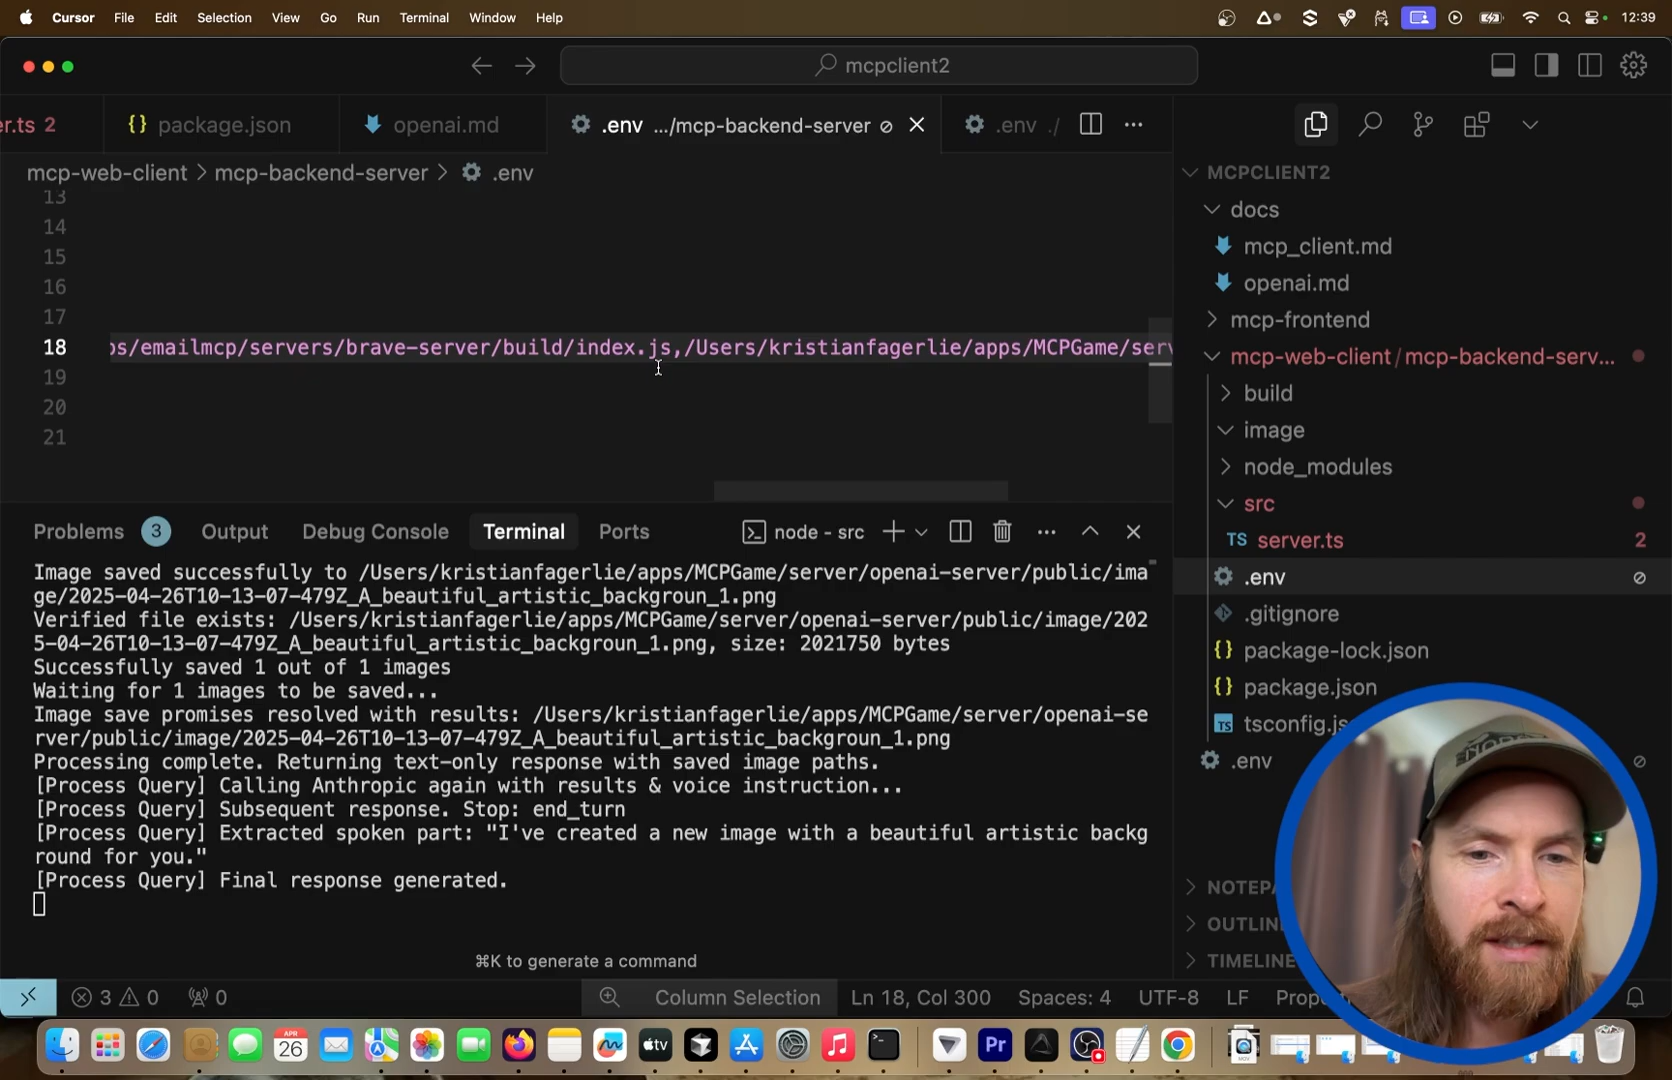 Cursor File Edit Selection View Go Run Terminal Window Help 12:39
mcpclient2
er.ts 2 {} package.json openai.md .env .../mcp-backend-server .env ./
mcp-web-client > mcp-backend-server > .env
13
14
15
16
17
18 ps/emailmcp/servers/brave-server/build/index.js,/Users/kristianfagerlie/apps/MCPGame/serv
19
20
21
Problems 3 Output Debug Console Terminal Ports node - src
Image saved successfully to /Users/kristianfagerlie/apps/MCPGame/server/openai-server/public/ima
ge/2025-04-26T10-13-07-479Z_A_beautiful_artistic_backgroun_1.png
Verified file exists: /Users/kristianfagerlie/apps/MCPGame/server/openai-server/public/image/202
5-04-26T10-13-07-479Z_A_beautiful_artistic_backgroun_1.png, size: 2021750 bytes
Successfully saved 1 out of 1 images
Waiting for 1 images to be saved...
Image save promises resolved with results: /Users/kristianfagerlie/apps/MCPGame/server/openai-se
rver/public/image/2025-04-26T10-13-07-479Z_A_beautiful_artistic_backgroun_1.png
Processing complete. Returning text-only response with saved image paths.
[Process Query] Calling Anthropic again with results & voice instruction...
[Process Query] Subsequent response. Stop: end_turn
[Process Query] Extracted spoken part: "I've created a new image with a beautiful artistic backg
round for you."
[Process Query] Final response generated.
⌘K to generate a command
MCPCLIENT2
docs
mcp_client.md
openai.md
mcp-frontend
mcp-web-client / mcp-backend-serv...
build
image
node_modules
src
TS server.ts 2
.env
.gitignore
{} package-lock.json
{} package.json
TS tsconfig.js
.env
NOTEPA
OUTLINE
TIMELINE
3 0 0 Column Selection Ln 18, Col 300 Spaces: 4 UTF-8 LF Prop
APR
26
tv
Pr